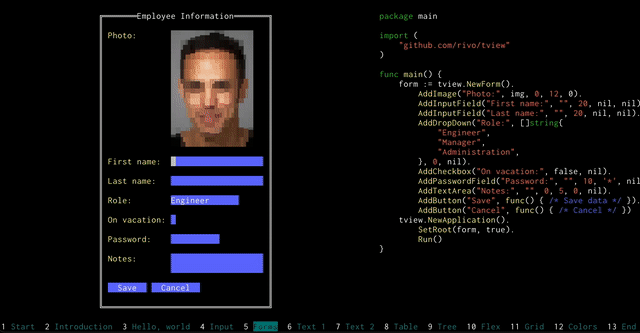 Employee Information
Photo:
First name:
Last name:
Role: Engineer
On vacation:
Password:
Notes:
Save Cancel
package main
import (
"github.com/rivo/tview"
)
func main() {
form := tview.NewForm().
AddImage("Photo:", img, 0, 12, 0).
AddInputField("First name:", "", 20, nil, nil)
AddInputField("Last name:", "", 20, nil, nil).
AddDropDown("Role:", []string{
"Engineer",
"Manager",
"Administration",
}, 0, nil).
AddCheckbox("On vacation:", false, nil).
AddPasswordField("Password:", "", 10, '*', nil
AddTextArea("Notes:", "", 0, 5, 0, nil).
AddButton("Save", func() { /* Save data */ }).
AddButton("Cancel", func() { /* Cancel */ })
tview.NewApplication().
SetRoot(form, true).
Run()
}
1 Start 2 Introduction 3 Hello, world 4 Input 5 Forms 6 Text 1 7 Text 2 8 Table 9 Tree 10 Flex 11 Grid 12 Colors 13 End